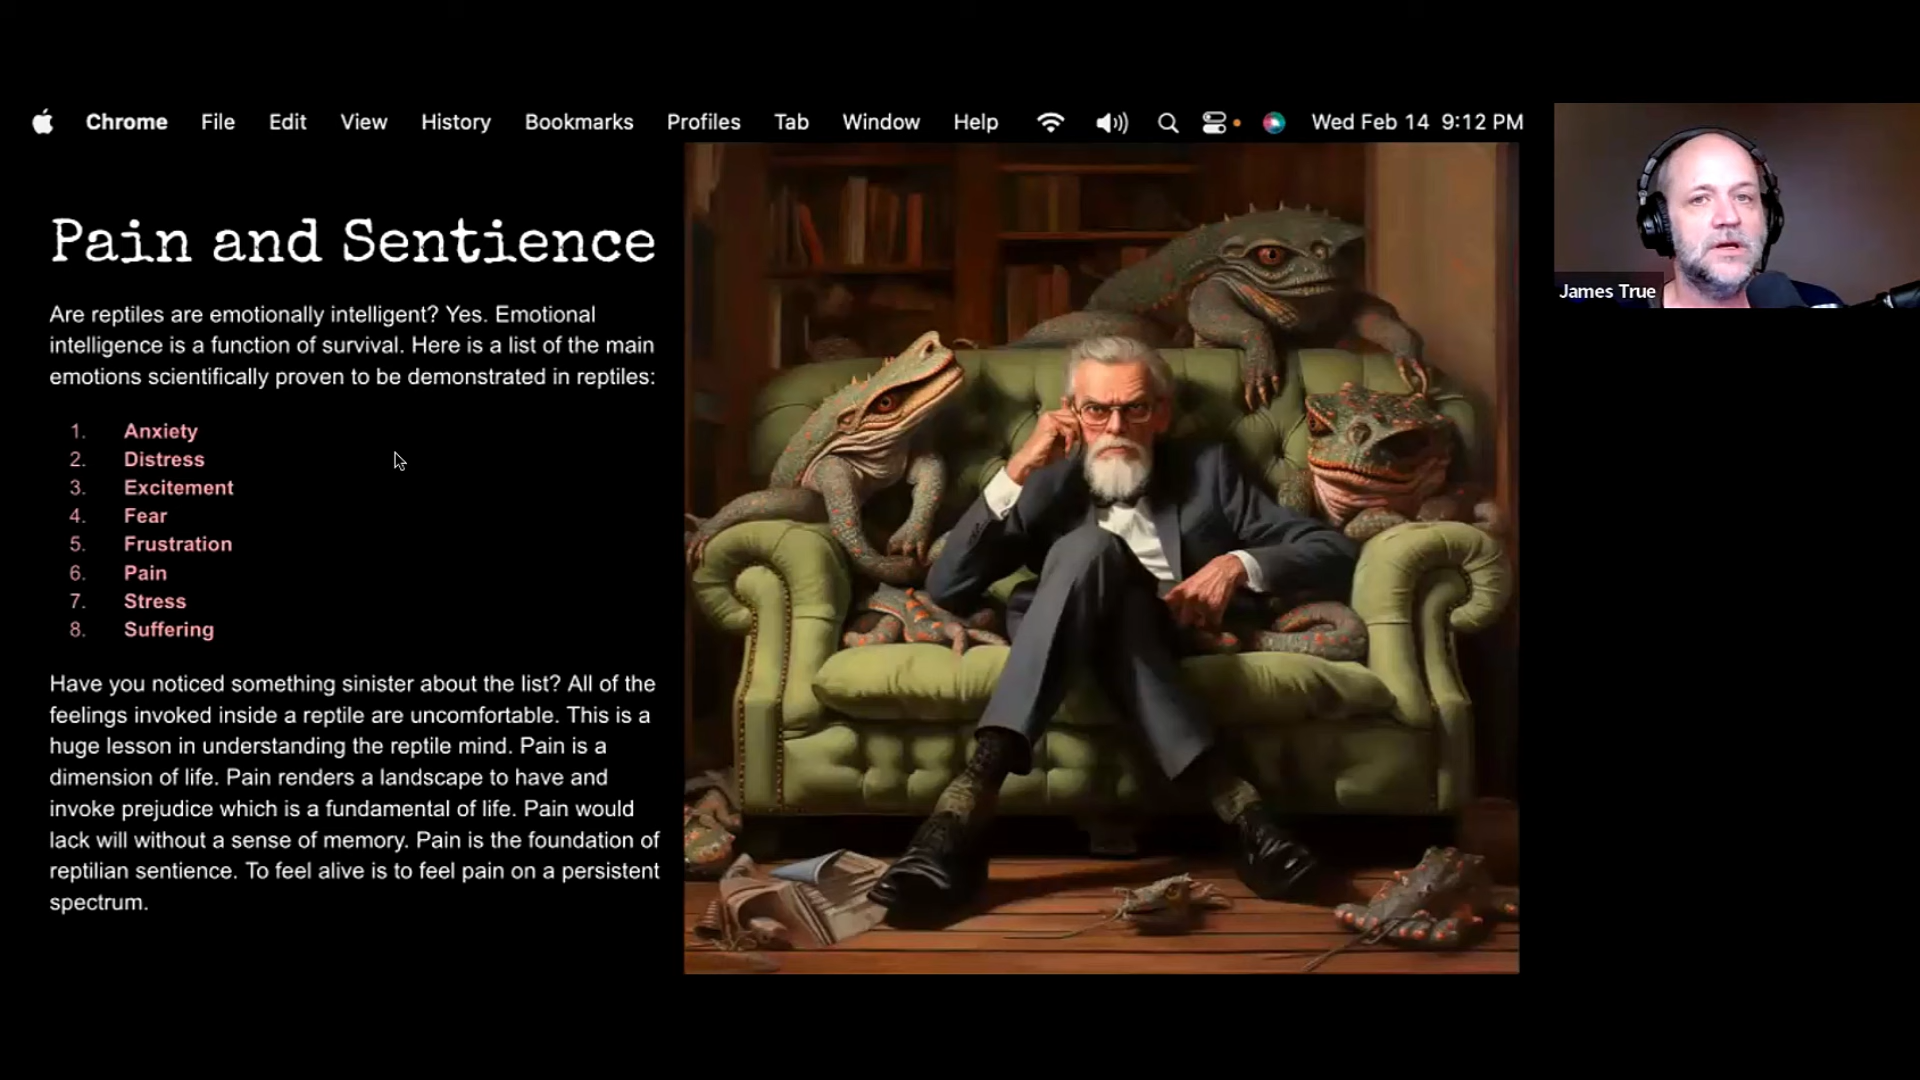 Chrome File Edit View History Bookmarks Profiles Tab Window Help Wed Feb 14 9:12 PM
Pain and Sentience
Are reptiles are emotionally intelligent? Yes. Emotional
intelligence is a function of survival. Here is a list of the main
emotions scientifically proven to be demonstrated in reptiles:
1. Anxiety
2. Distress
3. Excitement
4. Fear
5. Frustration
6. Pain
7. Stress
8. Suffering
Have you noticed something sinister about the list? All of the
feelings invoked inside a reptile are uncomfortable. This is a
huge lesson in understanding the reptile mind. Pain is a
dimension of life. Pain renders a landscape to have and
invoke prejudice which is a fundamental of life. Pain would
lack will without a sense of memory. Pain is the foundation of
reptilian sentience. To feel alive is to feel pain on a persistent
spectrum.
James True